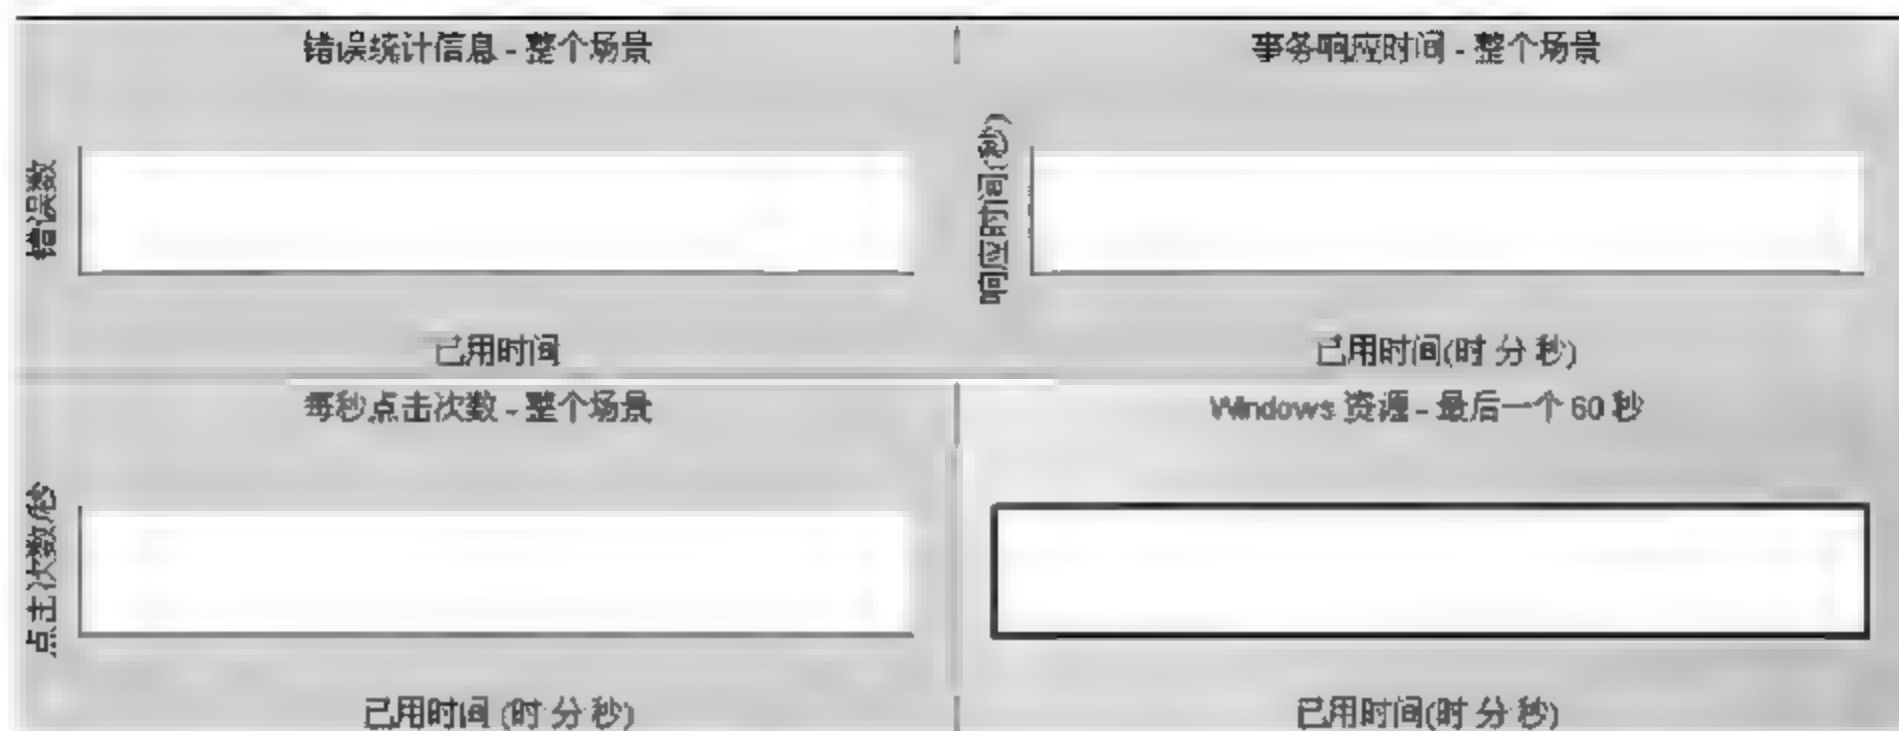 错误统计信息 - 整个场景
错误数
已用时间
事务响应时间 - 整个场景
响应时间(秒)
已用时间(时 分 秒)
每秒点击次数 - 整个场景
点击次数/秒
已用时间 (时 分 秒)
Windows 资源 - 最后一个 60 秒
已用时间(时 分 秒)